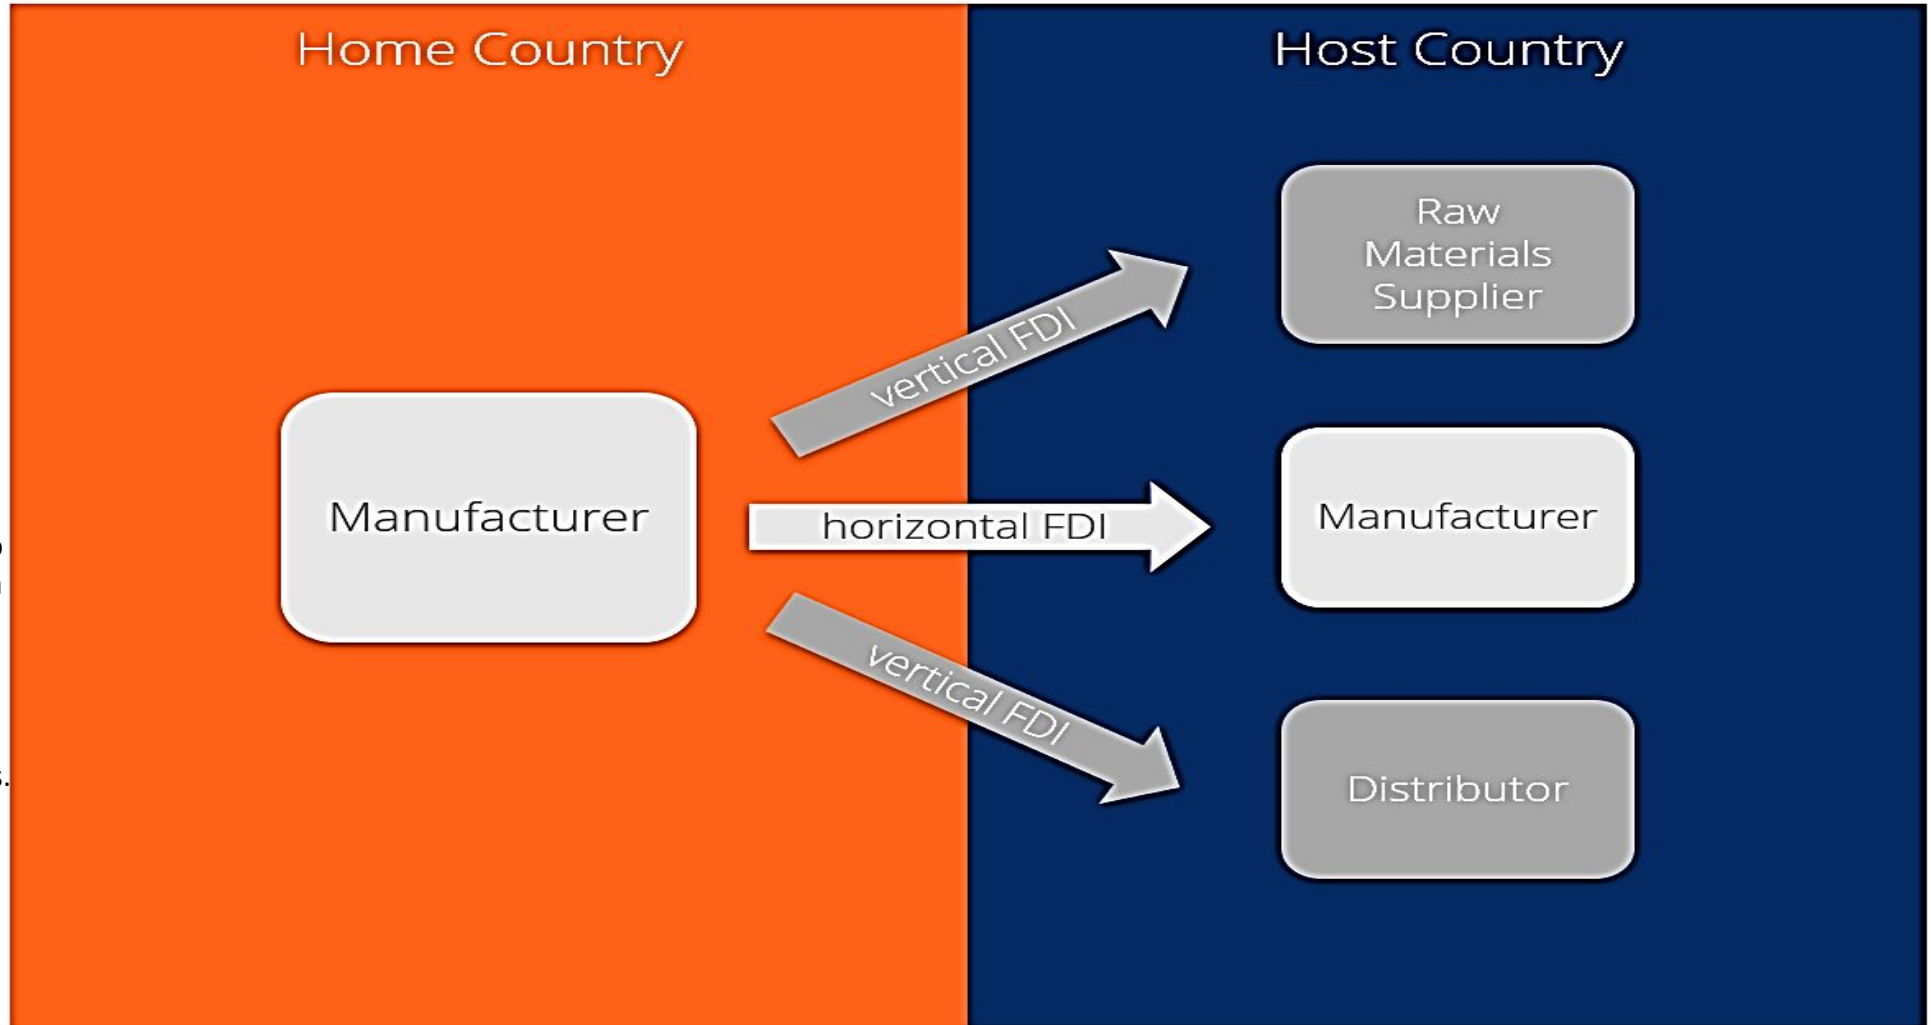 Home Country
Host Country
Raw
Materials
Supplier
vertical FDI
Manufacturer
horizontal FDI
Manufacturer
vertical FDI
Distributor